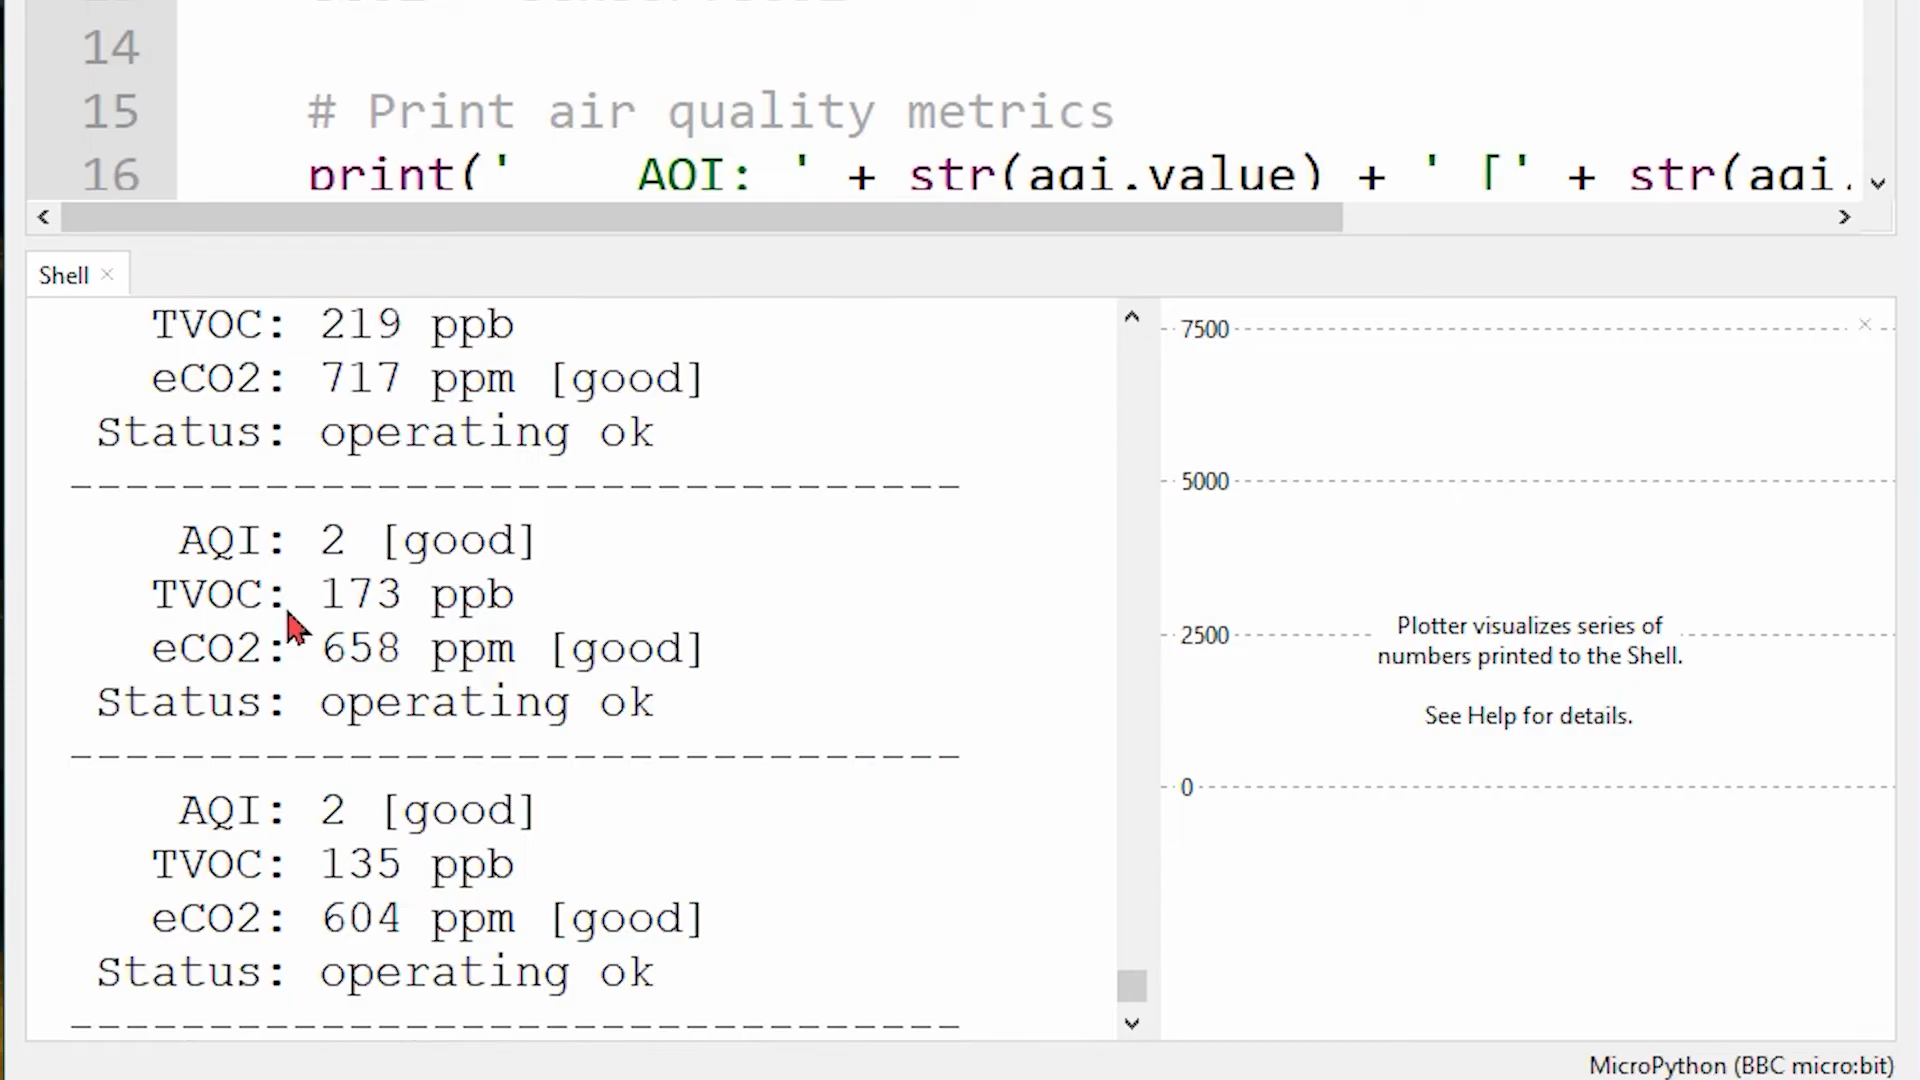 14
15 # Print air quality metrics
16 print('    AQI: ' + str(aqi.value) + ' [' + str(aqi.
Shell
TVOC: 219 ppb
eCO2: 717 ppm [good]
Status: operating ok
--------------------------------
AQI: 2 [good]
TVOC: 173 ppb
eCO2: 658 ppm [good]
Status: operating ok
--------------------------------
AQI: 2 [good]
TVOC: 135 ppb
eCO2: 604 ppm [good]
Status: operating ok
--------------------------------
7500
5000
2500
0
Plotter visualizes series of
numbers printed to the Shell.
See Help for details.
MicroPython (BBC micro:bit)